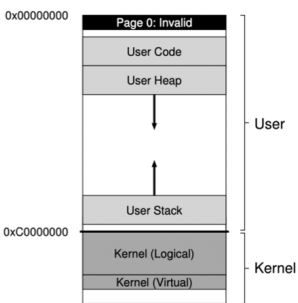 0x00000000
Page 0: Invalid
User Code
User Heap
User
User Stack
0xC0000000
Kernel (Logical)
Kernel
Kernel (Virtual)